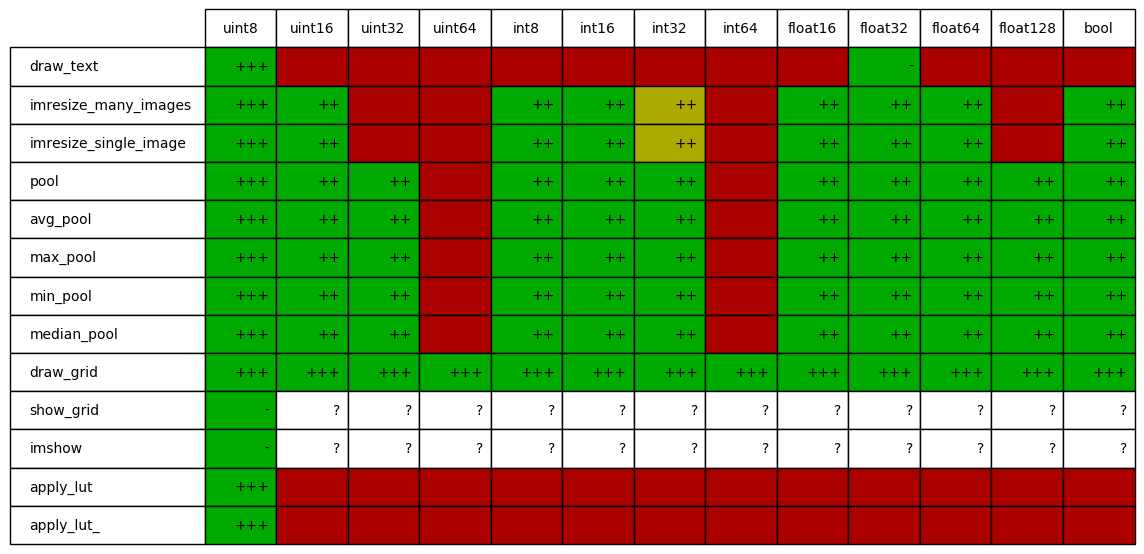 uint8 uint16 uint32 uint64 int8 int16 int32 int64 float16 float32 float64 float128 bool
draw_text +++ -
imresize_many_images +++ ++ ++ ++ ++ ++ ++ ++ ++
imresize_single_image +++ ++ ++ ++ ++ ++ ++ ++ ++
pool +++ ++ ++ ++ ++ ++ ++ ++ ++ ++ ++
avg_pool +++ ++ ++ ++ ++ ++ ++ ++ ++ ++ ++
max_pool +++ ++ ++ ++ ++ ++ ++ ++ ++ ++ ++
min_pool +++ ++ ++ ++ ++ ++ ++ ++ ++ ++ ++
median_pool +++ ++ ++ ++ ++ ++ ++ ++ ++ ++ ++
draw_grid +++ +++ +++ +++ +++ +++ +++ +++ +++ +++ +++ +++ +++
show_grid - ? ? ? ? ? ? ? ? ? ? ? ?
imshow - ? ? ? ? ? ? ? ? ? ? ? ?
apply_lut +++
apply_lut_ +++